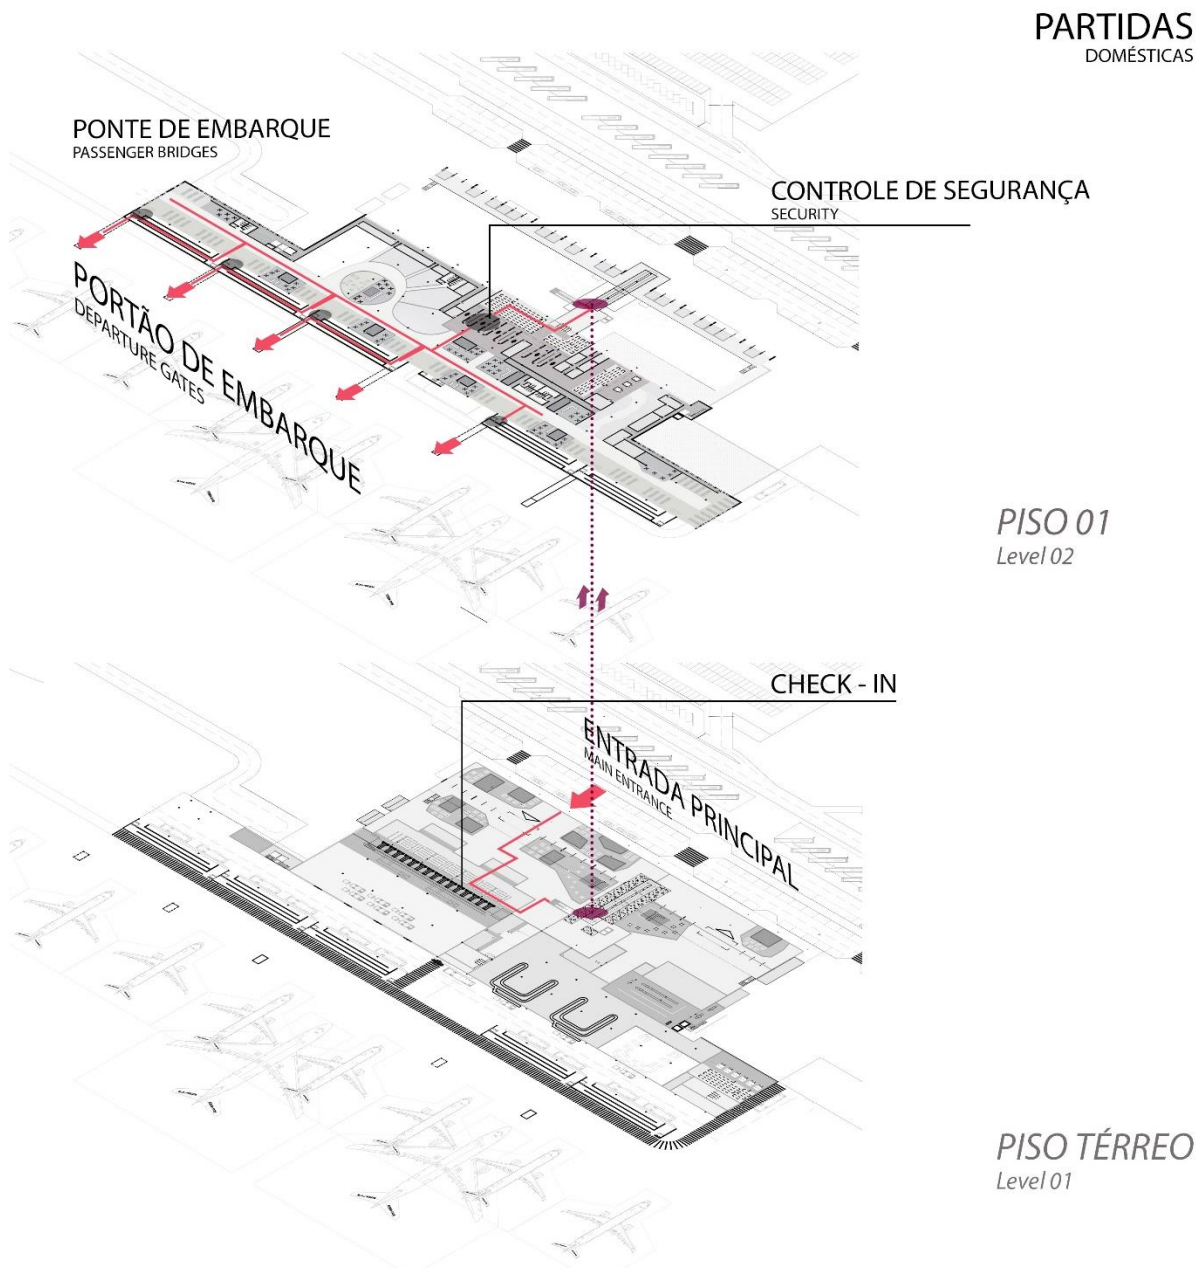 PARTIDAS
DOMÉSTICAS
PONTE DE EMBARQUE
PASSENGER BRIDGES
CONTROLE DE SEGURANÇA
SECURITY
PORTÃO DE EMBARQUE
DEPARTURE GATES
PISO 01
Level 02
CHECK - IN
ENTRADA PRINCIPAL
MAIN ENTRANCE
PISO TÉRREO
Level 01